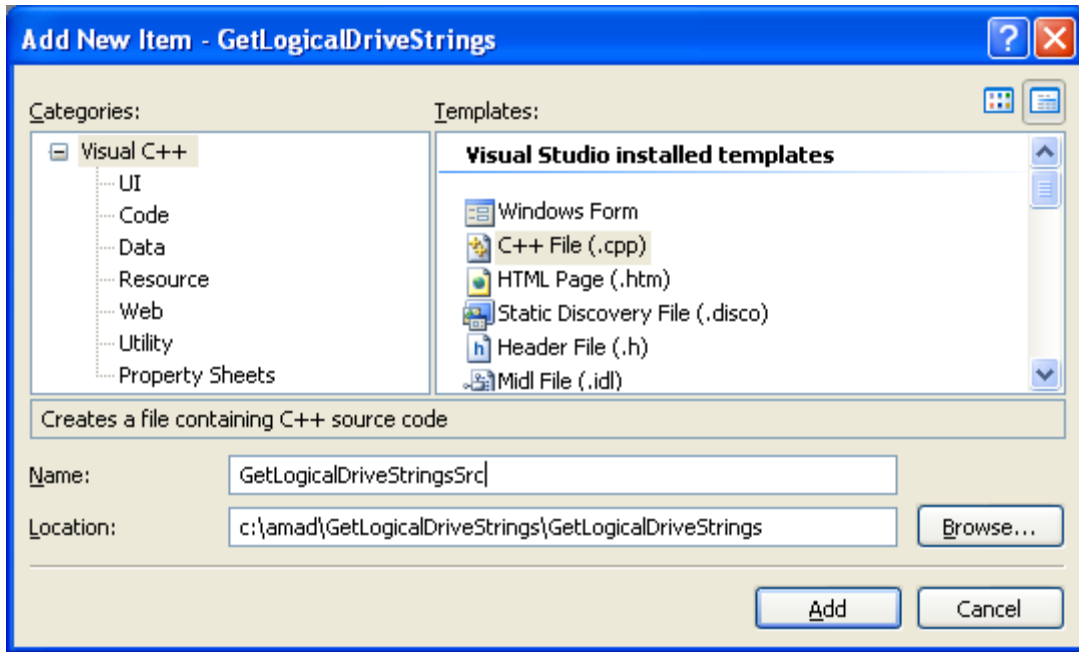 Add New Item - GetLogicalDriveStrings
Categories:
Templates:
Visual C++
UI
Code
Data
Resource
Web
Utility
Property Sheets
Visual Studio installed templates
Windows Form
C++ File (.cpp)
HTML Page (.htm)
Static Discovery File (.disco)
Header File (.h)
Midl File (.idl)
Creates a file containing C++ source code
Name:
GetLogicalDriveStringsSrc
Location:
c:\amad\GetLogicalDriveStrings\GetLogicalDriveStrings
Browse...
Add
Cancel